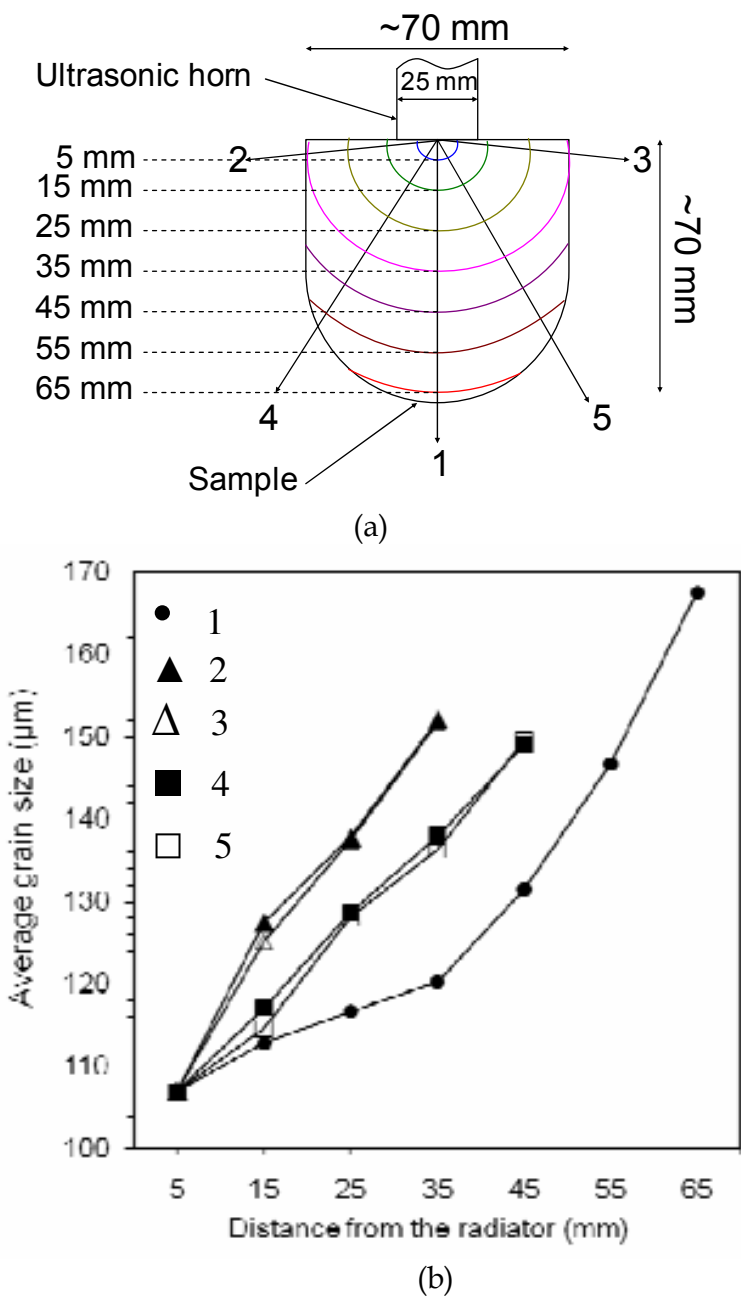 ~70 mm
Ultrasonic horn
25 mm
5 mm
2
3
15 mm
25 mm
~70 mm
35 mm
45 mm
55 mm
65 mm
4
5
1
Sample
(a)
170
160
150
140
130
120
110
100
Average grain size (µm)
1
2
3
4
5
5 15 25 35 45 55 65
Distance from the radiator (mm)
(b)